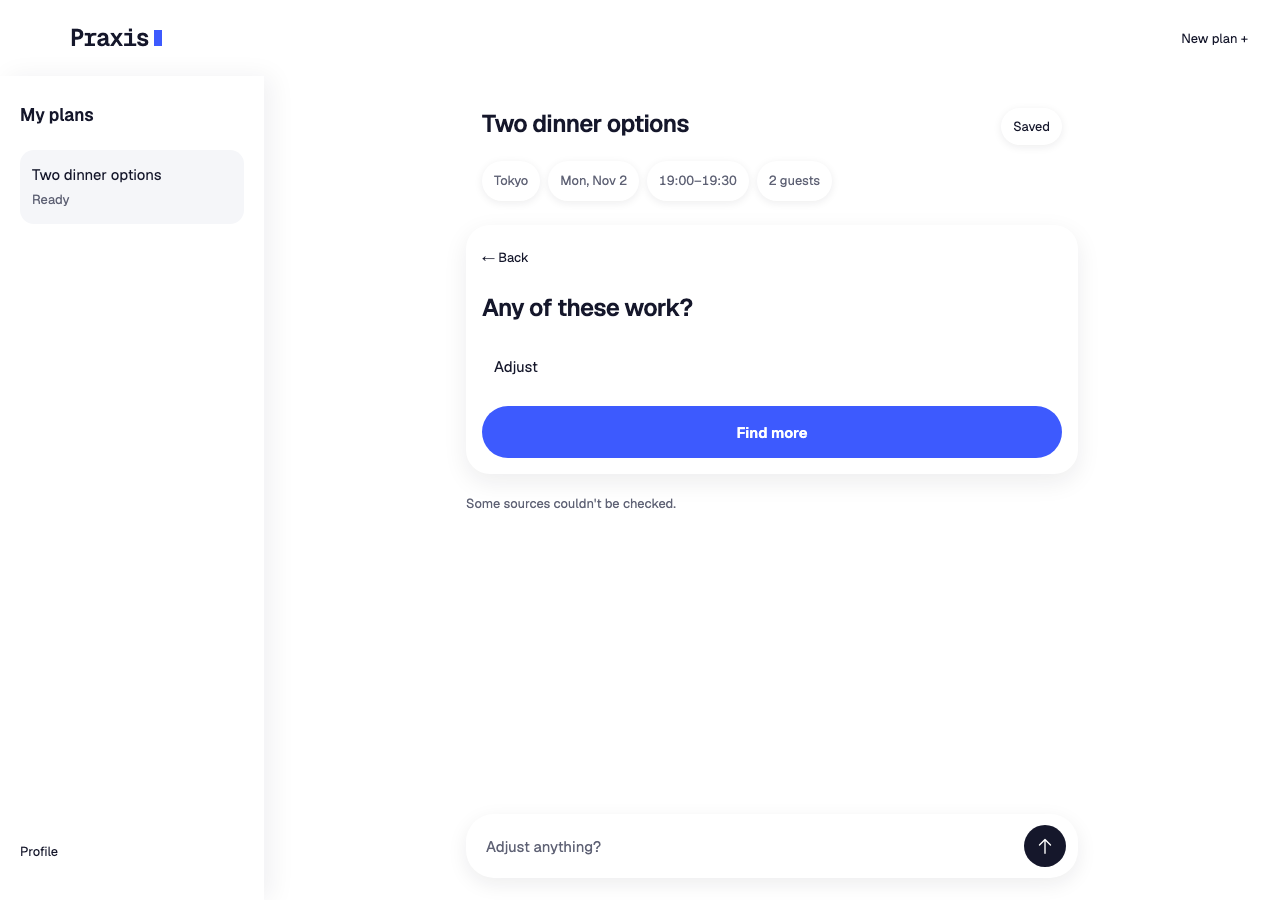 Praxis
New plan +
My plans
Two dinner options
Ready
Profile
Two dinner options
Saved
Tokyo
Mon, Nov 2
19:00–19:30
2 guests
← Back
Any of these work?
Adjust
Find more
Some sources couldn't be checked.
Adjust anything?